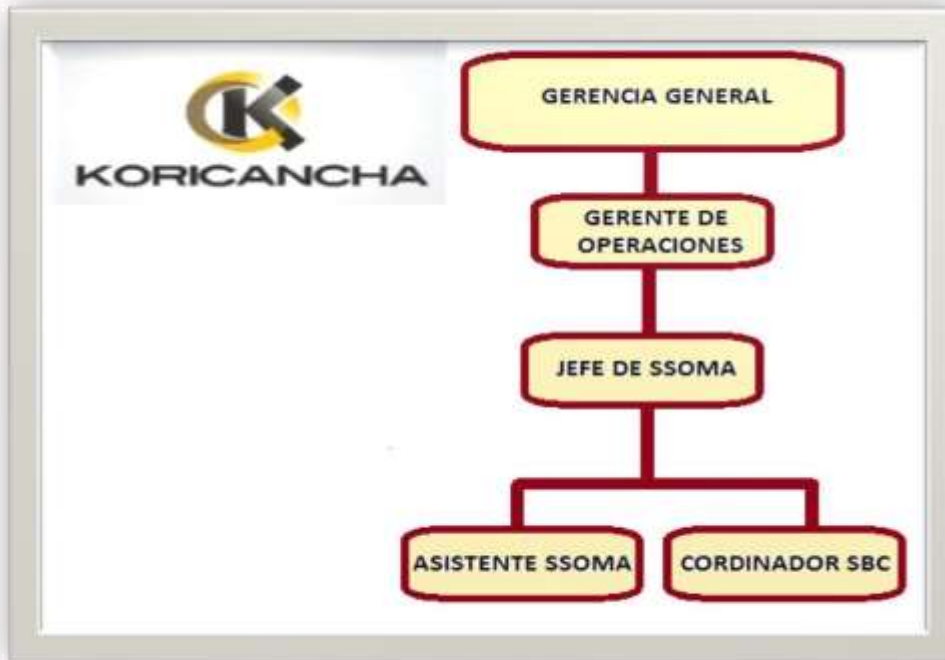 KORICANCHA
GERENCIA GENERAL
GERENTE DE
OPERACIONES
JEFE DE SSOMA
ASISTENTE SSOMA
CORDINADOR SBC